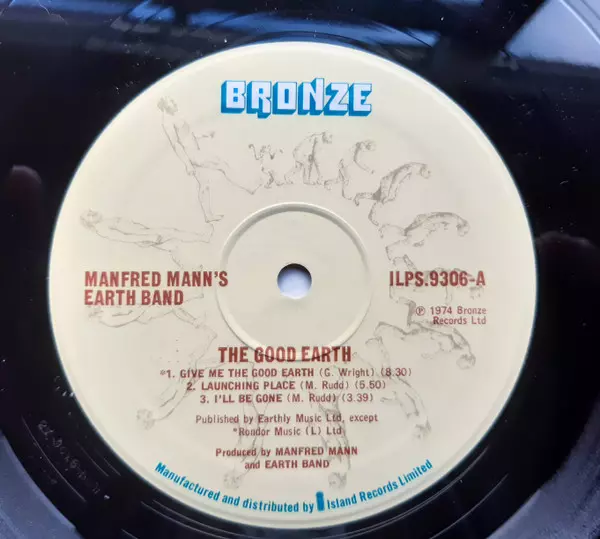 BRONZE
MANFRED MANN'S
EARTH BAND
ILPS.9306-A
℗ 1974 Bronze
Records Ltd
THE GOOD EARTH
*1. GIVE ME THE GOOD EARTH (G. Wright) (8.30)
2. LAUNCHING PLACE (M. Rudd) (5.50)
3. I'LL BE GONE (M. Rudd) (3.39)
Published by Earthly Music Ltd, except
*Rondor Music (L) Ltd
Produced by MANFRED MANN
and EARTH BAND
Manufactured and distributed by Island Records Limited